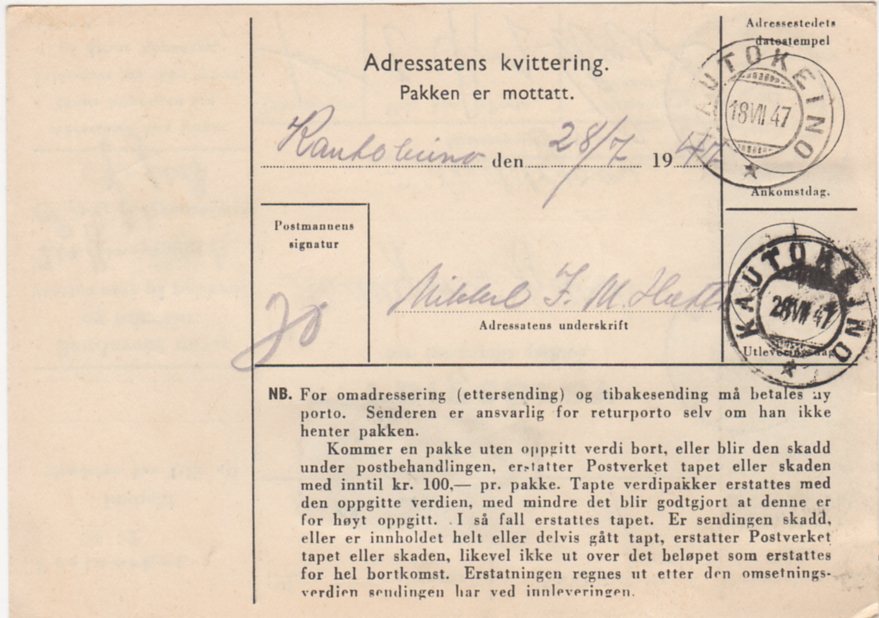 Adressestedets
datostempel
KAUTOKEINO
18 VII 47
Ankomstdag.
Adressatens kvittering.
Pakken er mottatt.
Kautokeino den 28/7 1947
Postmannens
signatur
Mikkel J. M. Hætta
Adressatens underskrift
KAUTOKEINO
28 VII 47
Utleveringsdag
NB. For omadressering (ettersending) og tibakesending må betales ny
porto. Senderen er ansvarlig for returporto selv om han ikke
henter pakken.
Kommer en pakke uten oppgitt verdi bort, eller blir den skadd
under postbehandlingen, erstatter Postverket tapet eller skaden
med inntil kr. 100,— pr. pakke. Tapte verdipakker erstattes med
den oppgitte verdien, med mindre det blir godtgjort at denne er
for høyt oppgitt. I så fall erstattes tapet. Er sendingen skadd,
eller er innholdet helt eller delvis gått tapt, erstatter Postverket
tapet eller skaden, likevel ikke ut over det beløpet som erstattes
for hel bortkomst. Erstatningen regnes ut etter den omsetnings-
verdien sendingen har ved innleveringen.